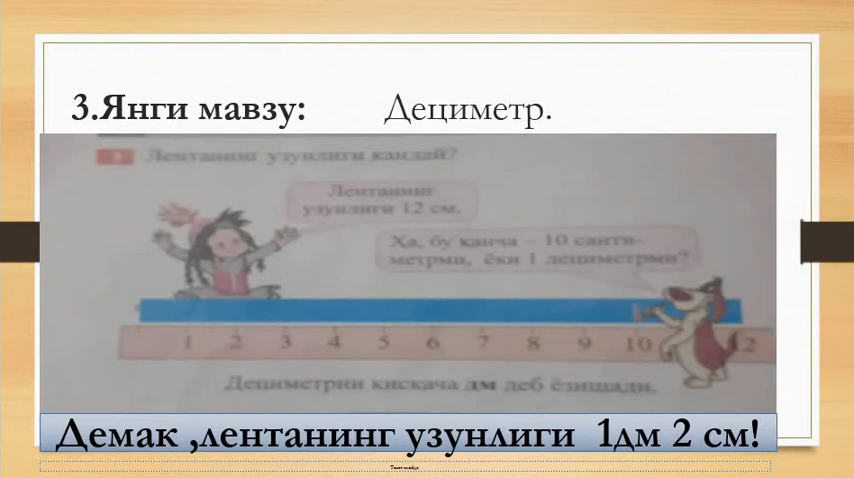 3.Янги мавзу: Дециметр.
Лентанинг узунлиги қандай?
Лентанинг
узунлиги 12 см.
Ҳа, бу қанча – 10 санти-
метрми, ёки 1 дециметрми?
1 2 3 4 5 6 7 8 9 10 12
Дециметрни қисқача дм деб ёзишади.
Демак ,лентанинг узунлиги 1дм 2 см!